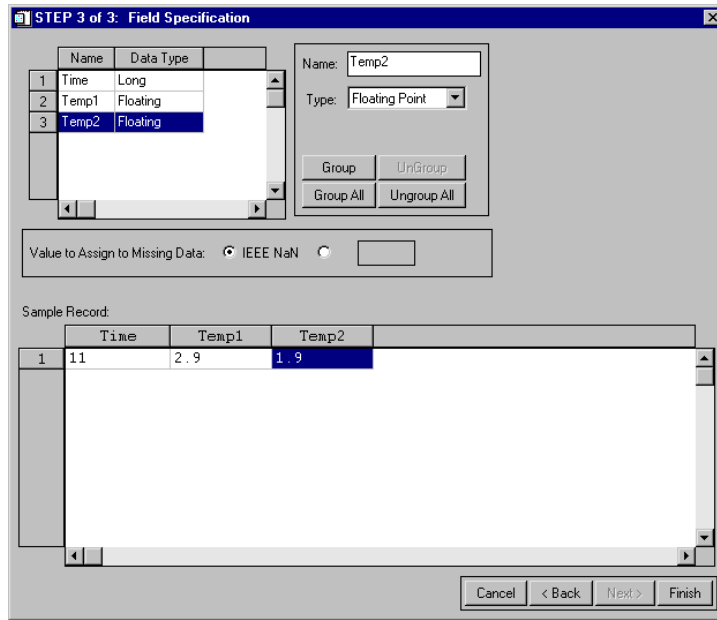 STEP 3 of 3: Field Specification
Name Data Type
1 Time Long
2 Temp1 Floating
3 Temp2 Floating
Name: Temp2
Type: Floating Point
Group UnGroup
Group All Ungroup All
Value to Assign to Missing Data: IEEE NaN
Sample Record:
Time Temp1 Temp2
1 11 2.9 1.9
Cancel < Back Next > Finish